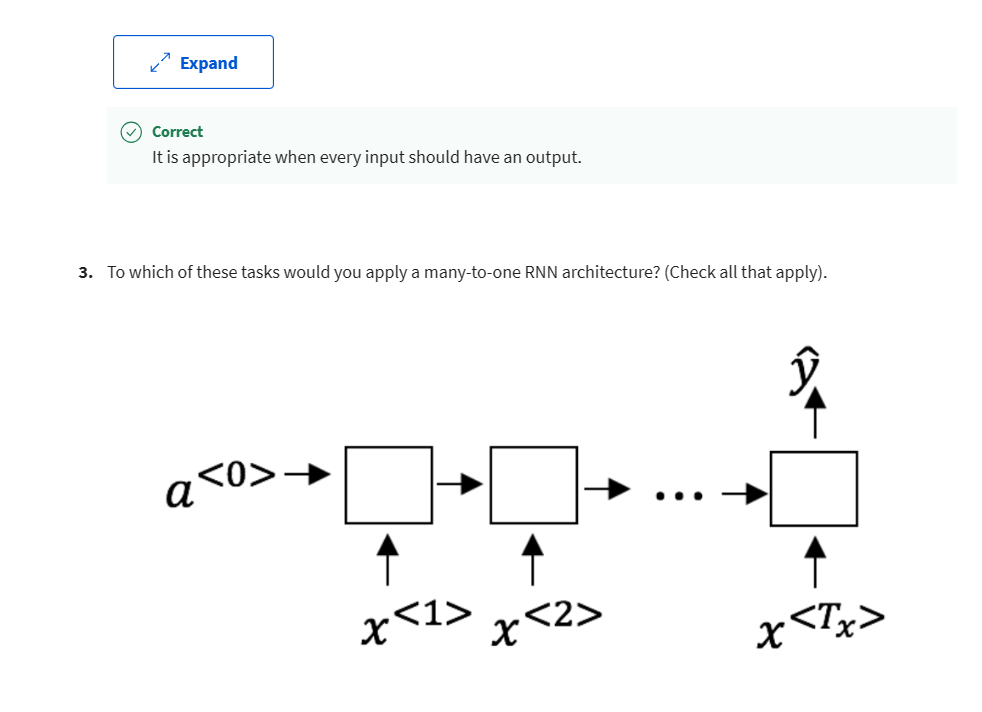 Expand
Correct
It is appropriate when every input should have an output.
3. To which of these tasks would you apply a many-to-one RNN architecture? (Check all that apply).
ŷ
a<0>
...
x<1> x<2> x<Tx>